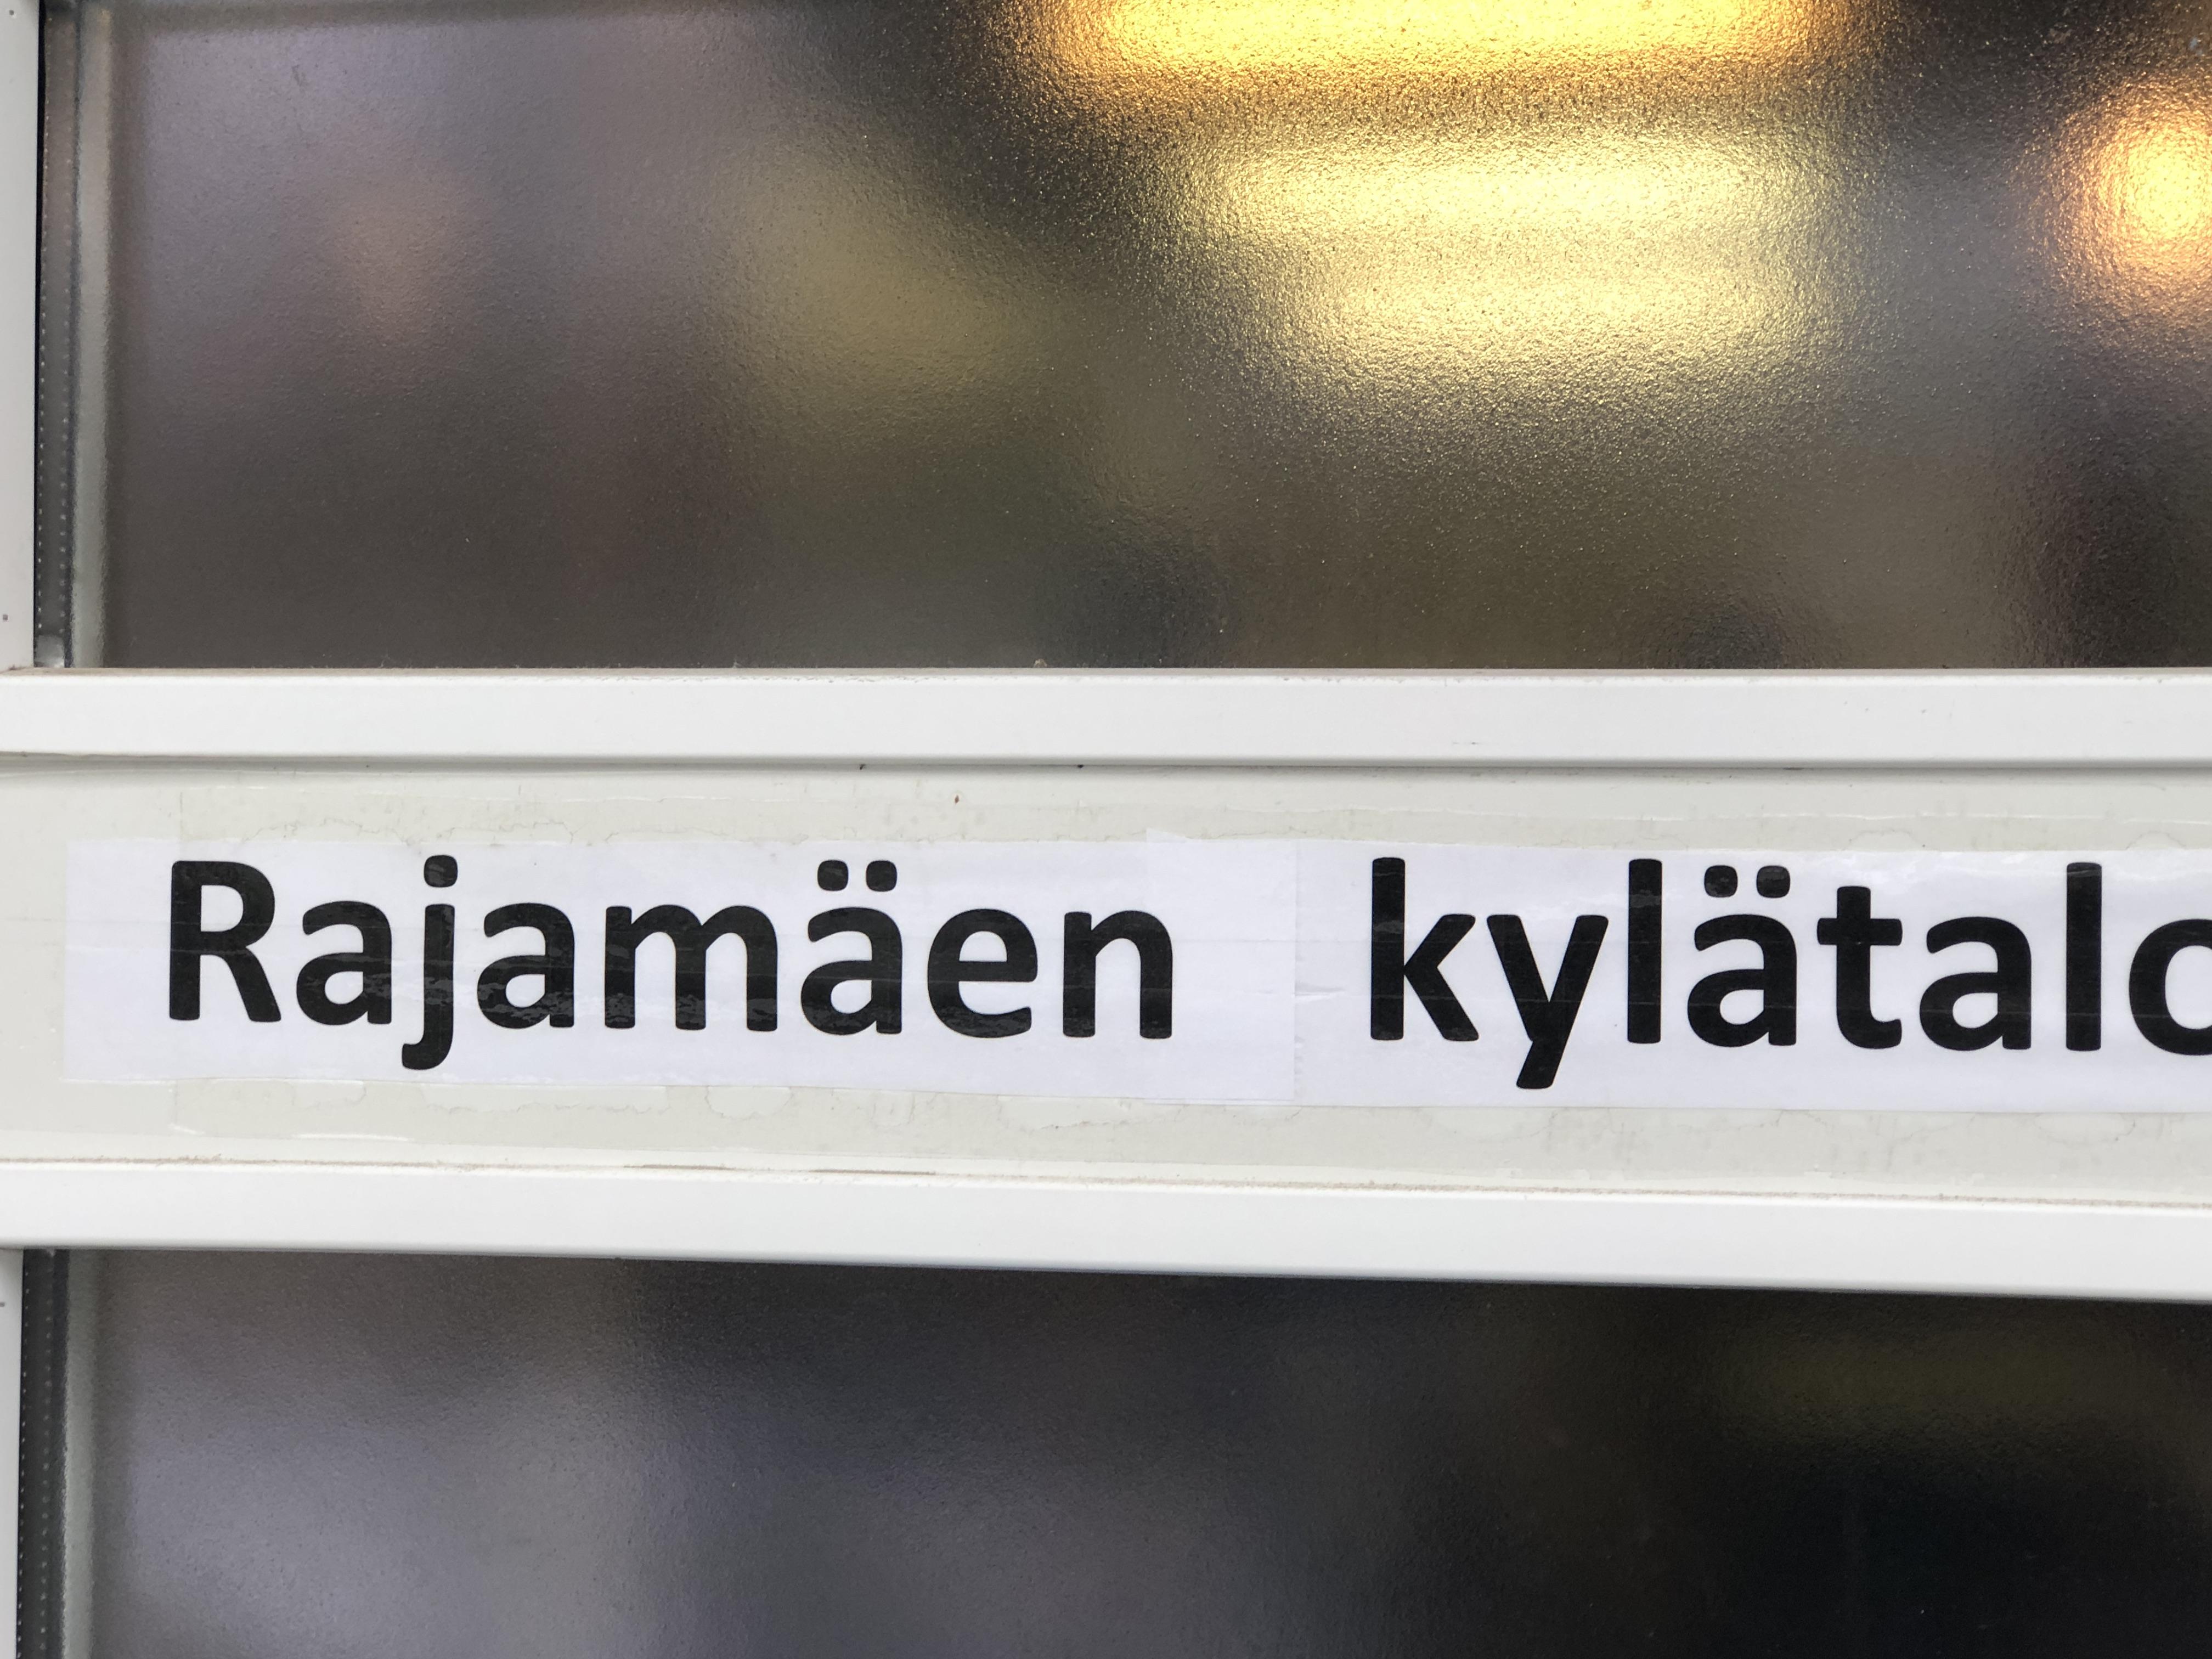 Rajamäen kylätalo